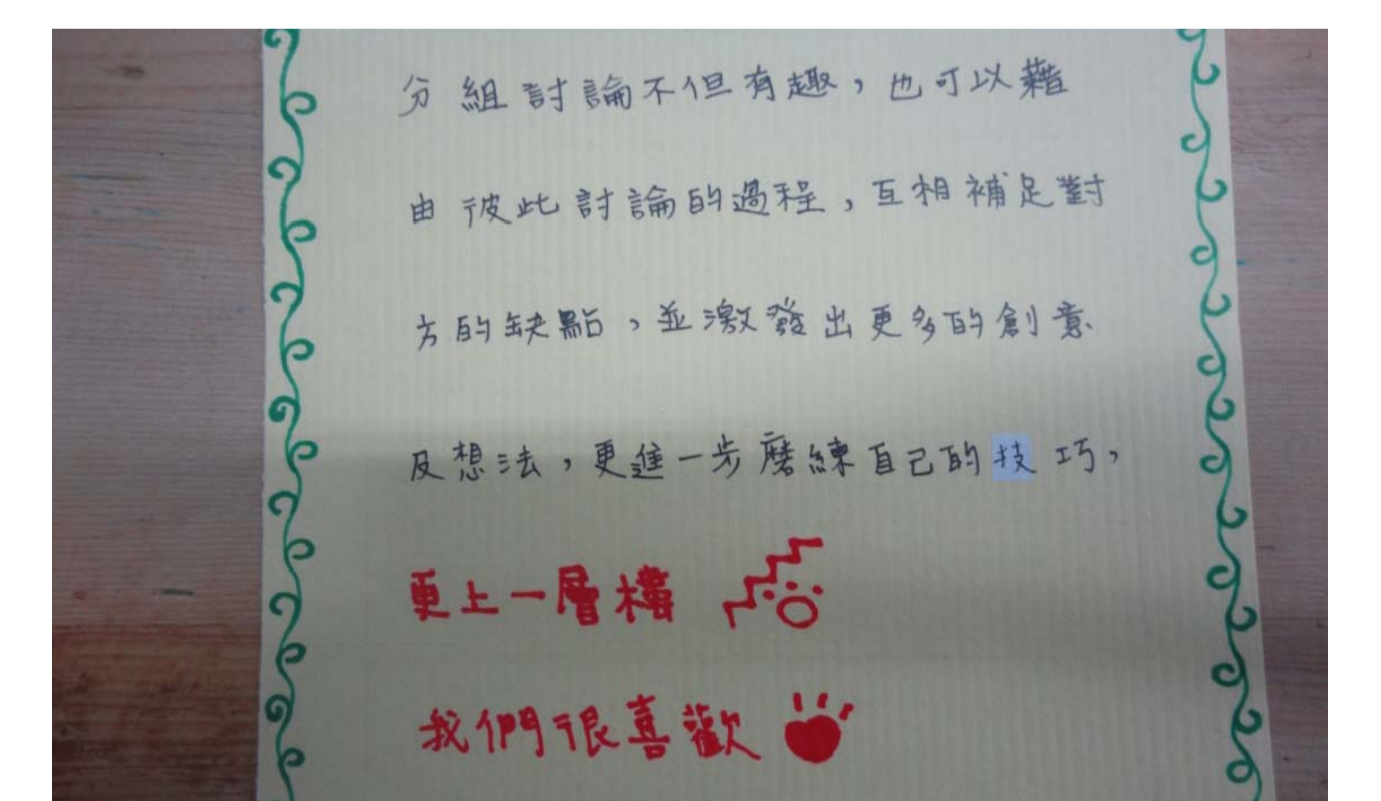 分組討論不但有趣，也可以藉
由彼此討論的過程，互相補足對
方的缺點，並激發出更多的創意
及想法，更進一步磨練自己的技巧，
更上一層樓
我們很喜歡